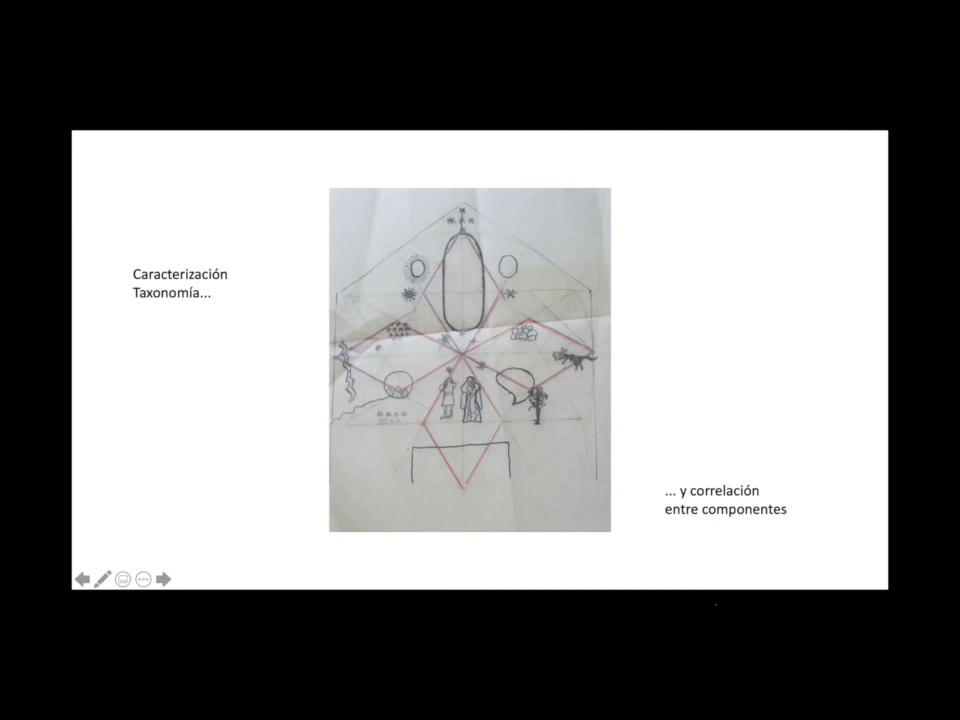 Caracterización
Taxonomía...
... y correlación
entre componentes